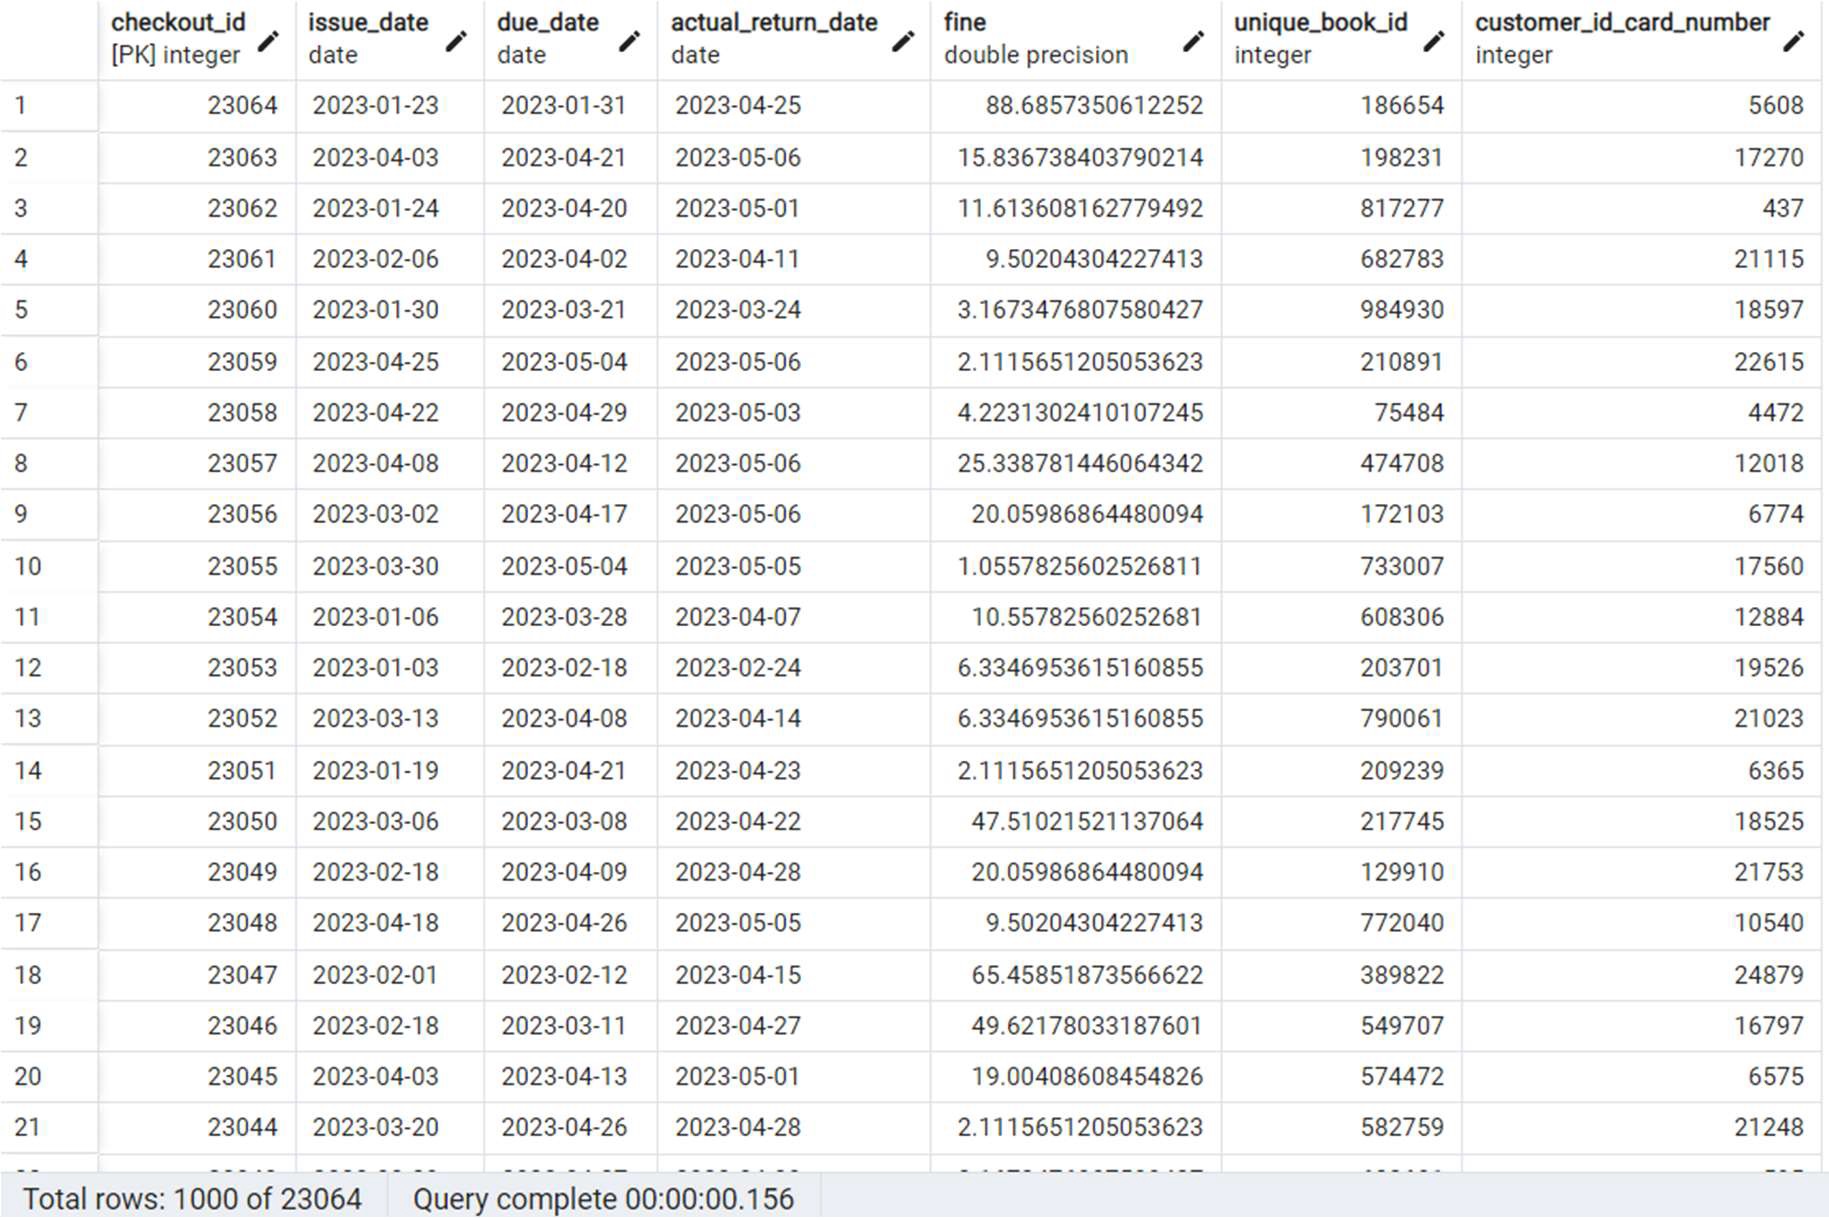 checkout_id issue_date due_date actual_return_date fine unique_book_id customer_id_card_number
[PK] integer date date date double precision integer integer
1 23064 2023-01-23 2023-01-31 2023-04-25 88.6857350612252 186654 5608
2 23063 2023-04-03 2023-04-21 2023-05-06 15.836738403790214 198231 17270
3 23062 2023-01-24 2023-04-20 2023-05-01 11.613608162779492 817277 437
4 23061 2023-02-06 2023-04-02 2023-04-11 9.50204304227413 682783 21115
5 23060 2023-01-30 2023-03-21 2023-03-24 3.1673476807580427 984930 18597
6 23059 2023-04-25 2023-05-04 2023-05-06 2.1115651205053623 210891 22615
7 23058 2023-04-22 2023-04-29 2023-05-03 4.2231302410107245 75484 4472
8 23057 2023-04-08 2023-04-12 2023-05-06 25.338781446064342 474708 12018
9 23056 2023-03-02 2023-04-17 2023-05-06 20.05986864480094 172103 6774
10 23055 2023-03-30 2023-05-04 2023-05-05 1.0557825602526811 733007 17560
11 23054 2023-01-06 2023-03-28 2023-04-07 10.55782560252681 608306 12884
12 23053 2023-01-03 2023-02-18 2023-02-24 6.3346953615160855 203701 19526
13 23052 2023-03-13 2023-04-08 2023-04-14 6.3346953615160855 790061 21023
14 23051 2023-01-19 2023-04-21 2023-04-23 2.1115651205053623 209239 6365
15 23050 2023-03-06 2023-03-08 2023-04-22 47.51021521137064 217745 18525
16 23049 2023-02-18 2023-04-09 2023-04-28 20.05986864480094 129910 21753
17 23048 2023-04-18 2023-04-26 2023-05-05 9.50204304227413 772040 10540
18 23047 2023-02-01 2023-02-12 2023-04-15 65.45851873566622 389822 24879
19 23046 2023-02-18 2023-03-11 2023-04-27 49.62178033187601 549707 16797
20 23045 2023-04-03 2023-04-13 2023-05-01 19.00408608454826 574472 6575
21 23044 2023-03-20 2023-04-26 2023-04-28 2.1115651205053623 582759 21248
Total rows: 1000 of 23064 Query complete 00:00:00.156